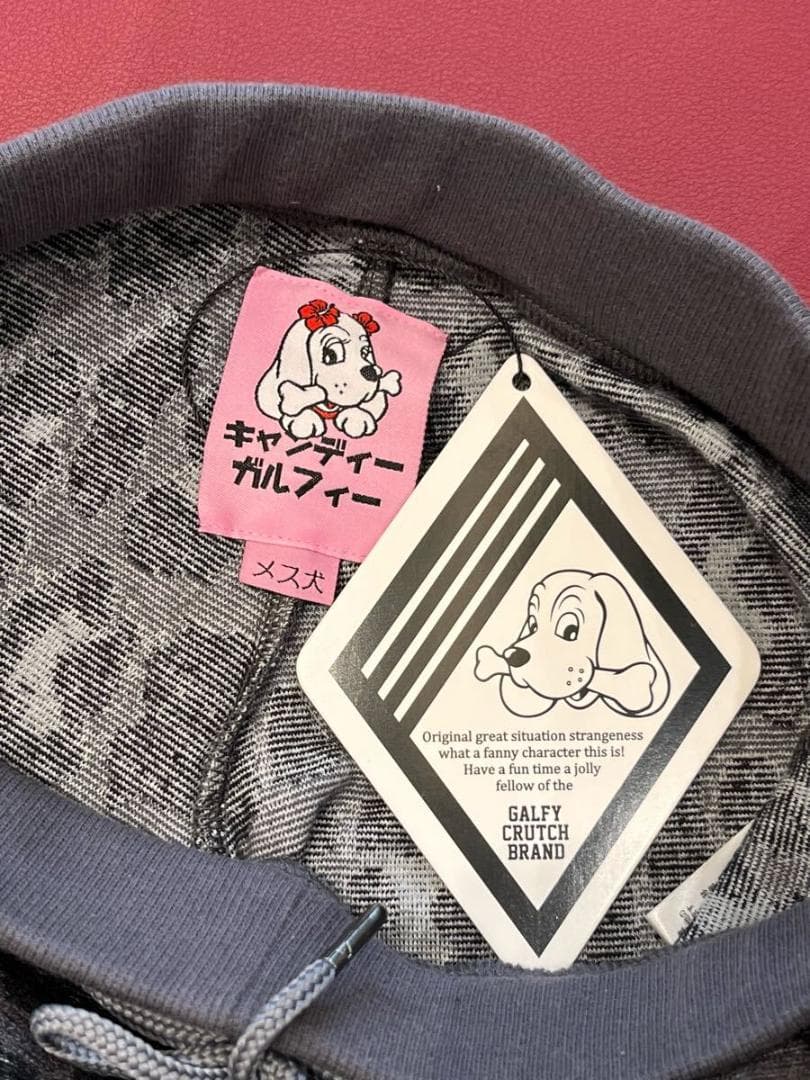 キャンディー
ガルフィー
メス犬
Original great situation strangeness
what a fanny character this is!
Have a fun time a jolly
fellow of the
GALFY
CRUTCH
BRAND